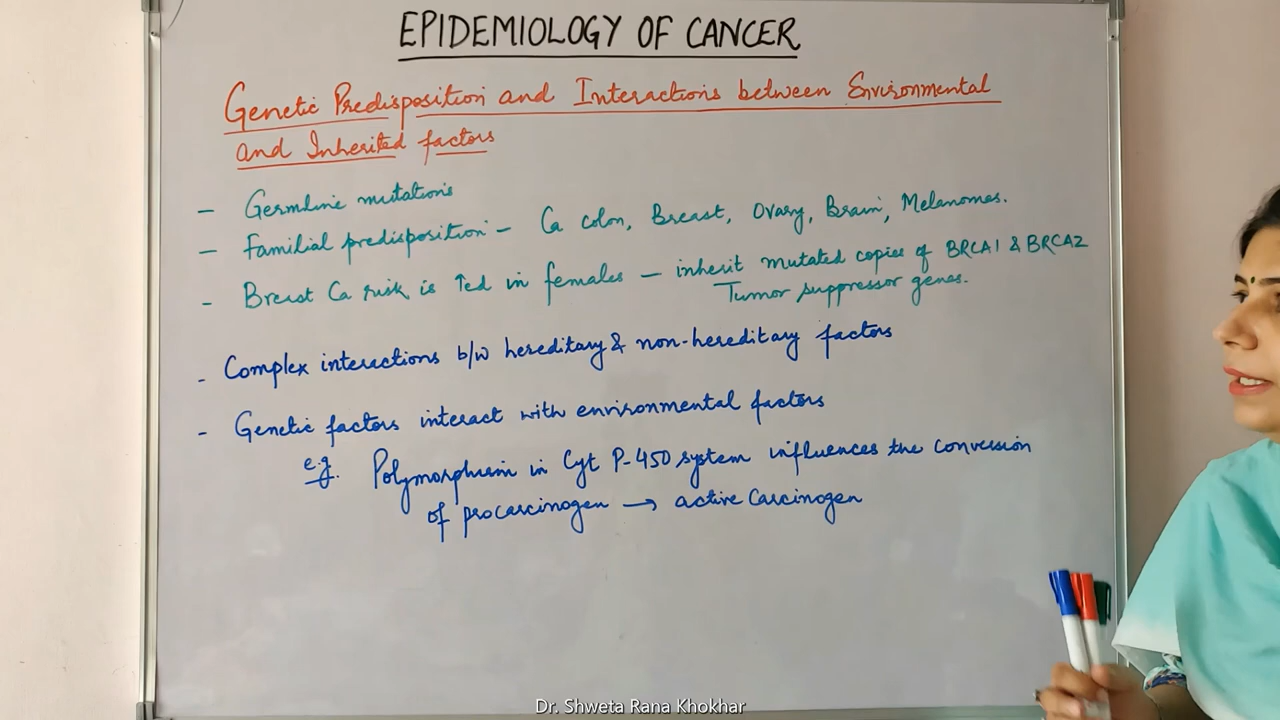 EPIDEMIOLOGY OF CANCER
Genetic Predisposition and Interactions between Environmental
and Inherited factors
- Germline mutations
- Familial predisposition - Ca colon, Breast, Ovary, Brain, Melanomas.
- Breast Ca risk is ↑ed in females - inherit mutated copies of BRCA1 & BRCA2
Tumor suppressor genes.
- Complex interactions b/w hereditary & non-hereditary factors
- Genetic factors interact with environmental factors
e.g. Polymorphism in Cyt P-450 system influences the conversion
of procarcinogen → active Carcinogen
Dr. Shweta Rana Khokhar